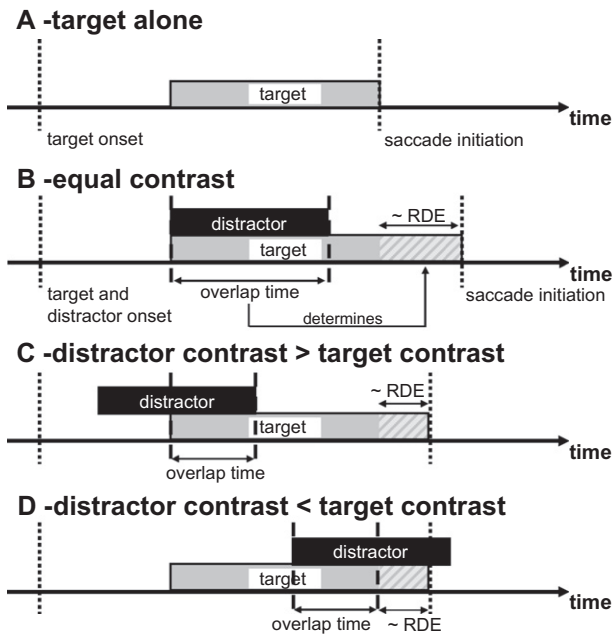 A -target alone
target
time
target onset
saccade initiation
B -equal contrast
distractor
~ RDE
target
time
overlap time
target and
distractor onset
determines
saccade initiation
C -distractor contrast > target contrast
distractor
~ RDE
target
time
overlap time
D -distractor contrast < target contrast
distractor
target
time
overlap time
~ RDE